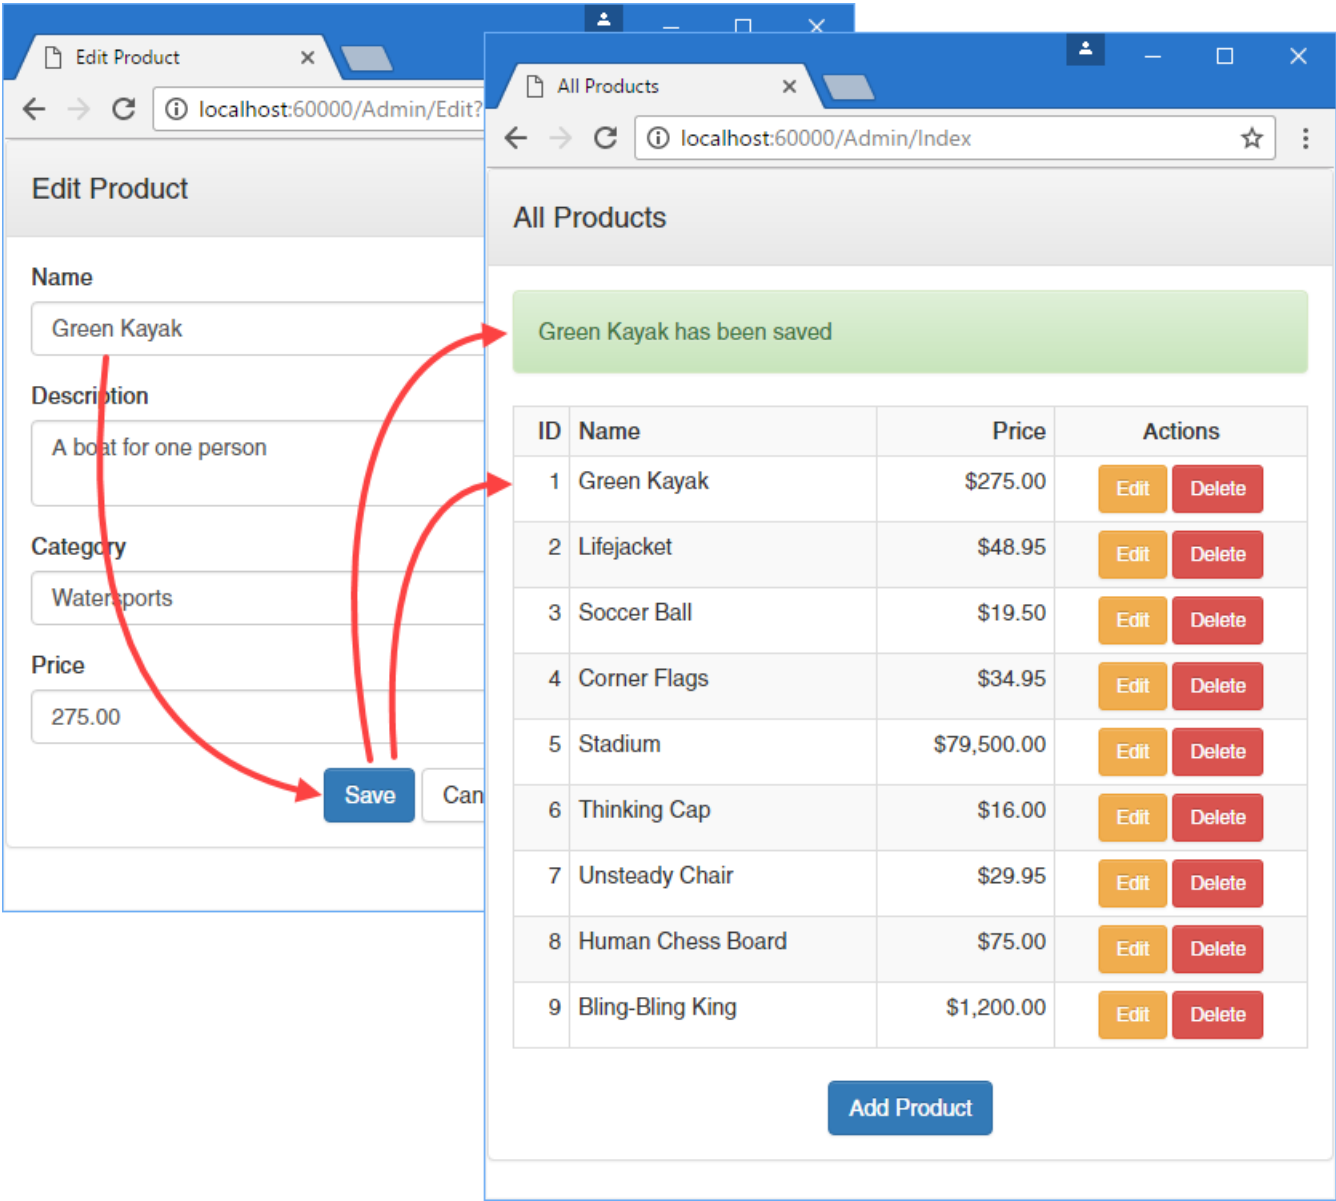 Edit Product
localhost:60000/Admin/Edit?
Edit Product
Name
Green Kayak
Description
A boat for one person
Category
Watersports
Price
275.00
Save
Can
All Products
localhost:60000/Admin/Index
All Products
Green Kayak has been saved
ID Name Price Actions
1 Green Kayak $275.00 Edit Delete
2 Lifejacket $48.95 Edit Delete
3 Soccer Ball $19.50 Edit Delete
4 Corner Flags $34.95 Edit Delete
5 Stadium $79,500.00 Edit Delete
6 Thinking Cap $16.00 Edit Delete
7 Unsteady Chair $29.95 Edit Delete
8 Human Chess Board $75.00 Edit Delete
9 Bling-Bling King $1,200.00 Edit Delete
Add Product